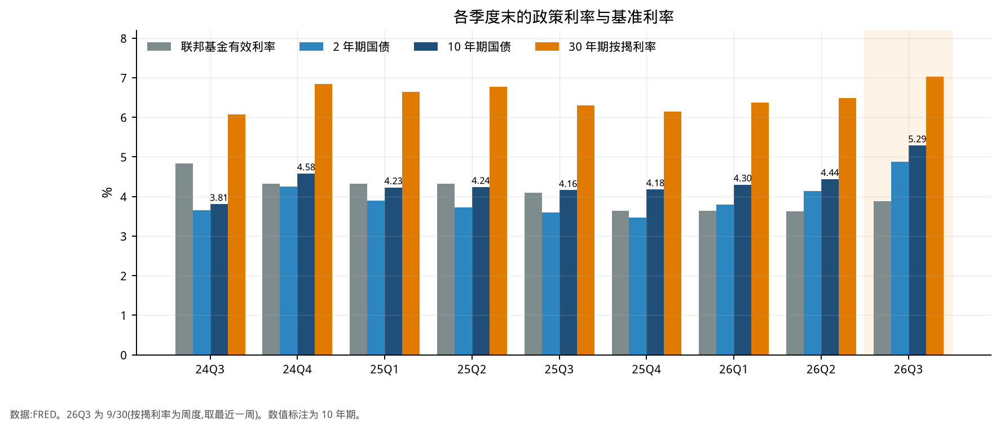 各季度末的政策利率与基准利率
联邦基金有效利率 2 年期国债 10 年期国债 30 年期按揭利率
%
8
7
6
5
4
3
2
1
0
3.81 4.58 4.23 4.24 4.16 4.18 4.30 4.44 5.29
24Q3 24Q4 25Q1 25Q2 25Q3 25Q4 26Q1 26Q2 26Q3
数据:FRED。26Q3 为 9/30(按揭利率为周度,取最近一周)。数值标注为 10 年期。